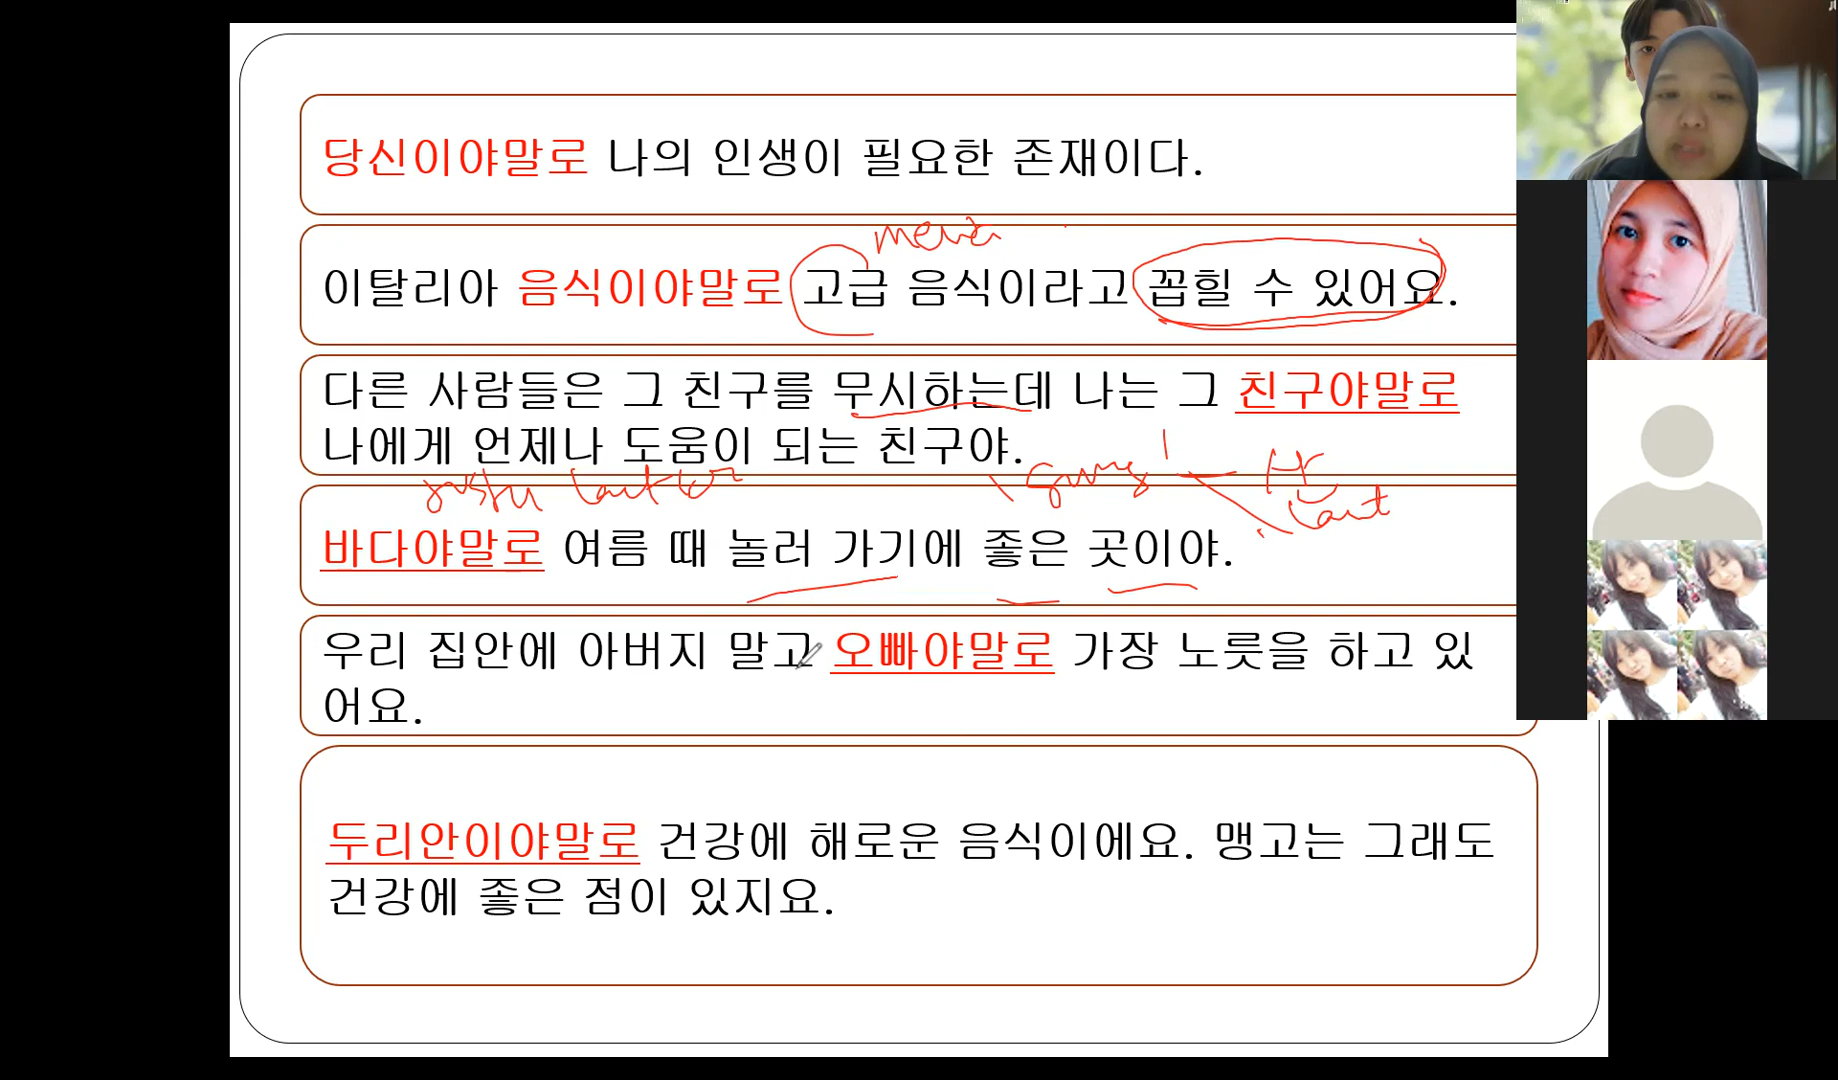 당신이야말로 나의 인생이 필요한 존재이다.
이탈리아 음식이야말로 고급 음식이라고 꼽힐 수 있어요.
다른 사람들은 그 친구를 무시하는데 나는 그 친구야말로
나에게 언제나 도움이 되는 친구야.
바다야말로 여름 때 놀러 가기에 좋은 곳이야.
우리 집안에 아버지 말고 오빠야말로 가장 노릇을 하고 있
어요.
두리안이야말로 건강에 해로운 음식이에요. 맹고는 그래도
건강에 좋은 점이 있지요.